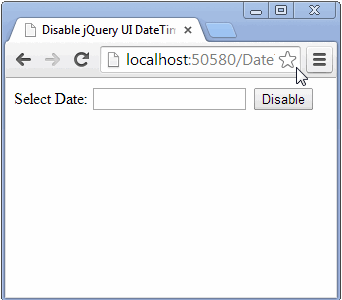 Disable jQuery UI DateTim
localhost:50580/Date
Select Date:
Disable